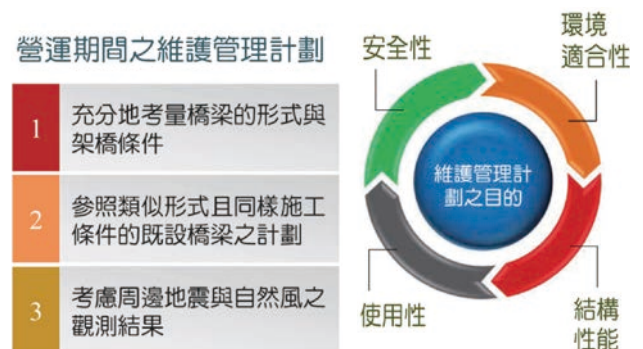 營運期間之維護管理計劃
1
充分地考量橋梁的形式與
架橋條件
2
參照類似形式且同樣施工
條件的既設橋梁之計劃
3
考慮周邊地震與自然風之
觀測結果
安全性
環境
適合性
維護管理計
劃之目的
使用性
結構
性能